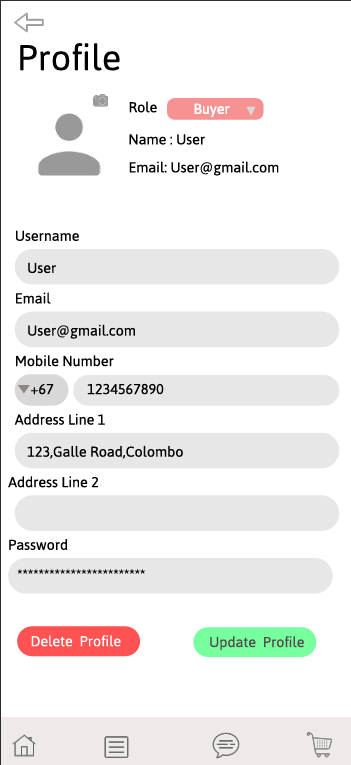 Profile
Role Buyer
Name : User
Email: User@gmail.com
Username
User
Email
User@gmail.com
Mobile Number
+67 1234567890
Address Line 1
123,Galle Road,Colombo
Address Line 2
Password
************************
Delete Profile Update Profile